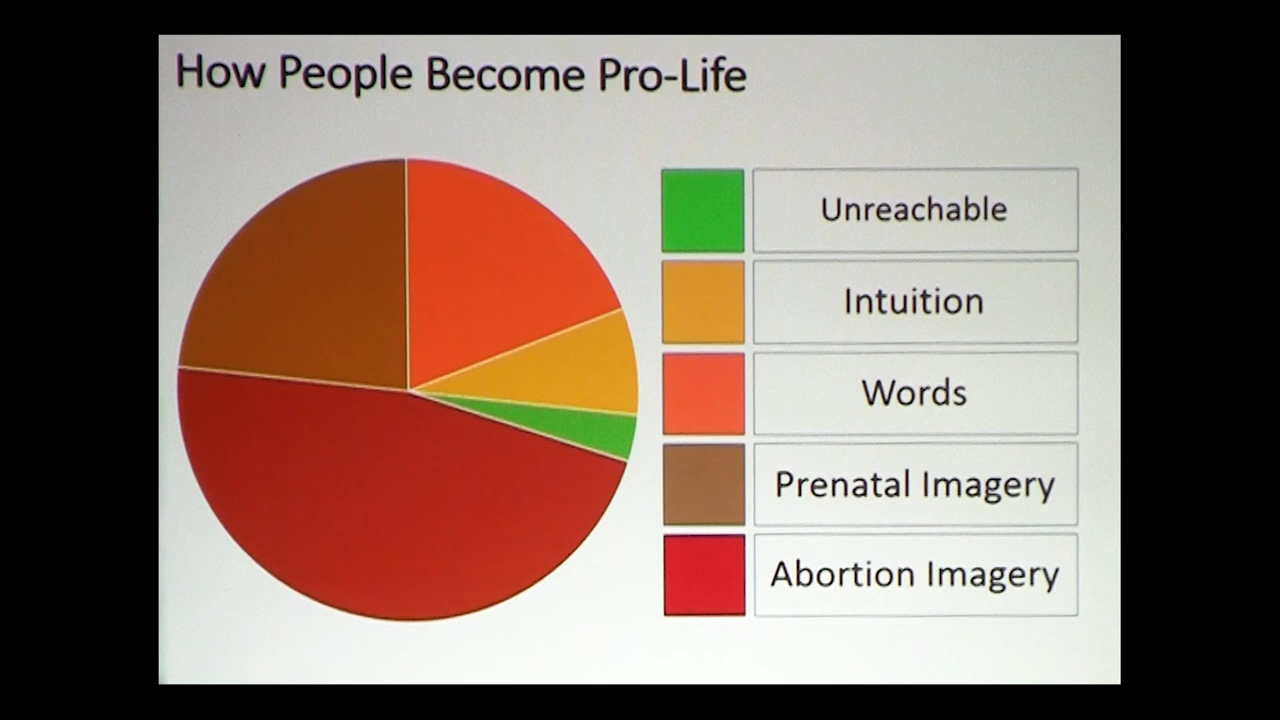 How People Become Pro-Life
Unreachable
Intuition
Words
Prenatal Imagery
Abortion Imagery